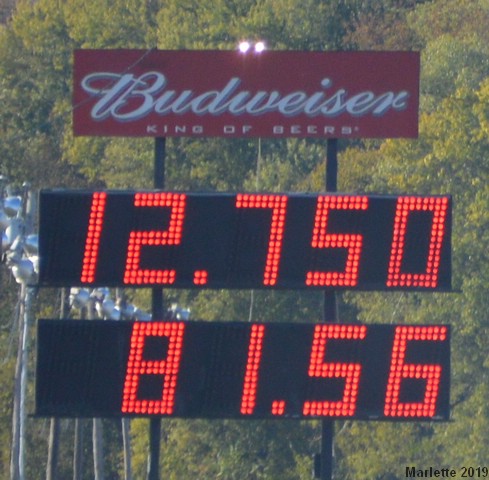 Budweiser
KING OF BEERS®
12.750
81.56
Marlette 2019